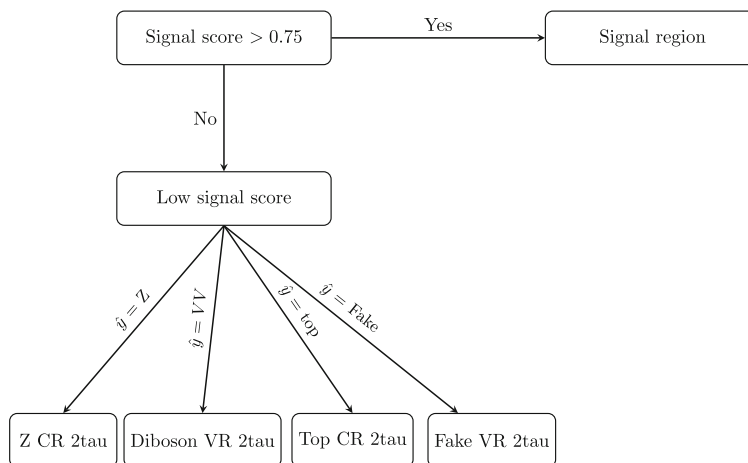 Signal score > 0.75
Yes
Signal region
No
Low signal score
ŷ = Z
ŷ = VV
ŷ = top
ŷ = Fake
Z CR 2tau
Diboson VR 2tau
Top CR 2tau
Fake VR 2tau